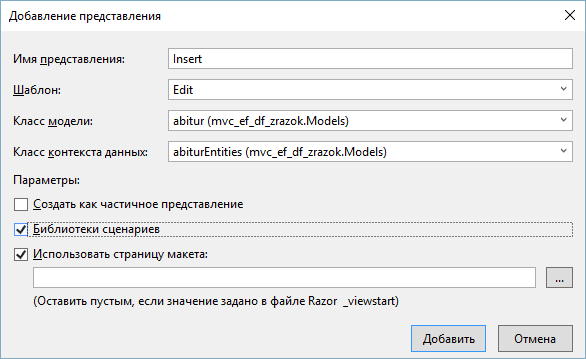 Добавление представления
Имя представления: Insert
Шаблон: Edit
Класс модели: abitur (mvc_ef_df_zrazok.Models)
Класс контекста данных: abiturEntities (mvc_ef_df_zrazok.Models)
Параметры:
Создать как частичное представление
Библиотеки сценариев
Использовать страницу макета:
...
(Оставить пустым, если значение задано в файле Razor _viewstart)
Добавить Отмена